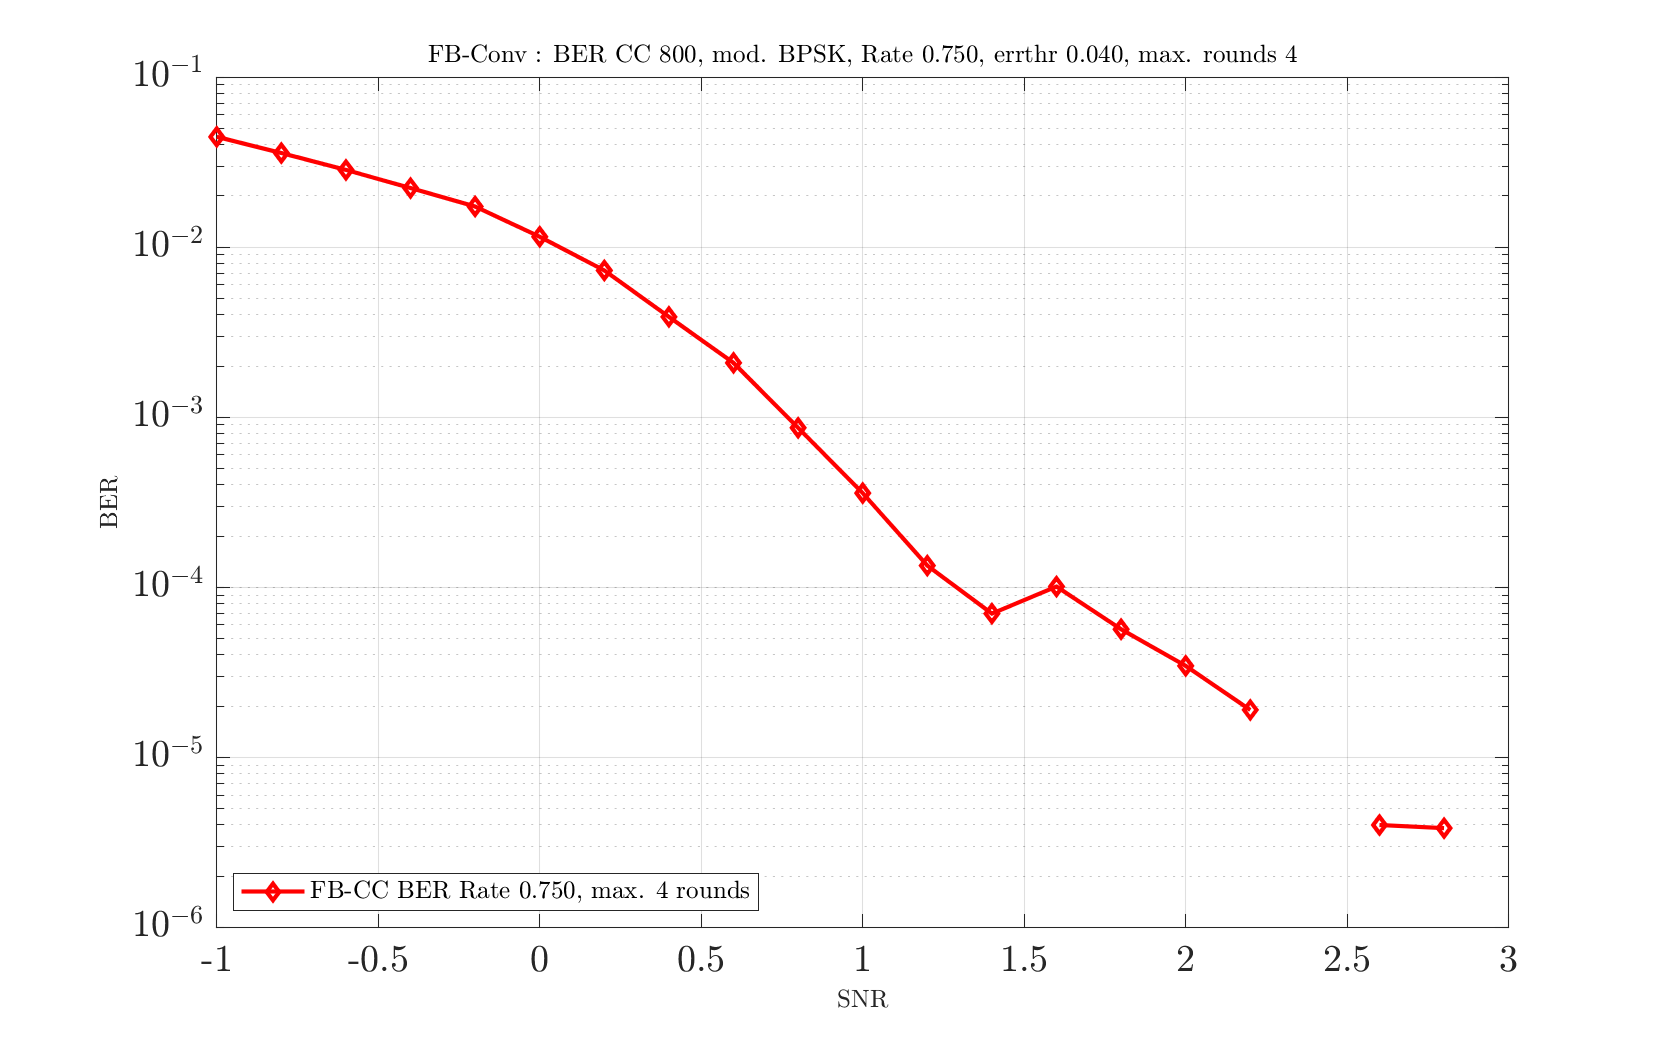 FB-Conv : BER CC 800, mod. BPSK, Rate 0.750, errthr 0.040, max. rounds 4
10^{-1}
10^{-2}
10^{-3}
10^{-4}
10^{-5}
10^{-6}
BER
FB-CC BER Rate 0.750, max. 4 rounds
-1 -0.5 0 0.5 1 1.5 2 2.5 3
SNR